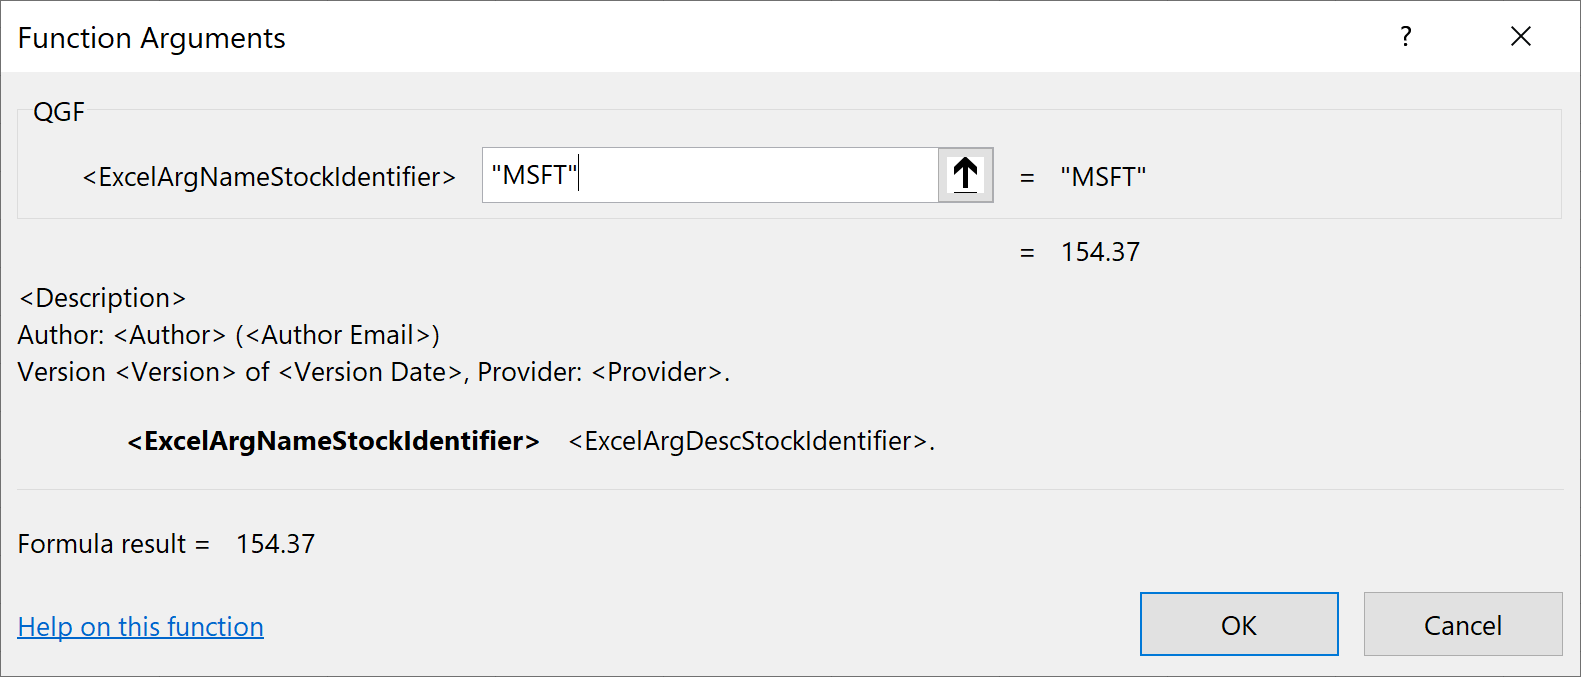 Function Arguments ?
QGF
<ExcelArgNameStockIdentifier> "MSFT" = "MSFT"
= 154.37
<Description>
Author: <Author> (<Author Email>)
Version <Version> of <Version Date>, Provider: <Provider>.
<ExcelArgNameStockIdentifier> <ExcelArgDescStockIdentifier>.
Formula result = 154.37
Help on this function OK Cancel